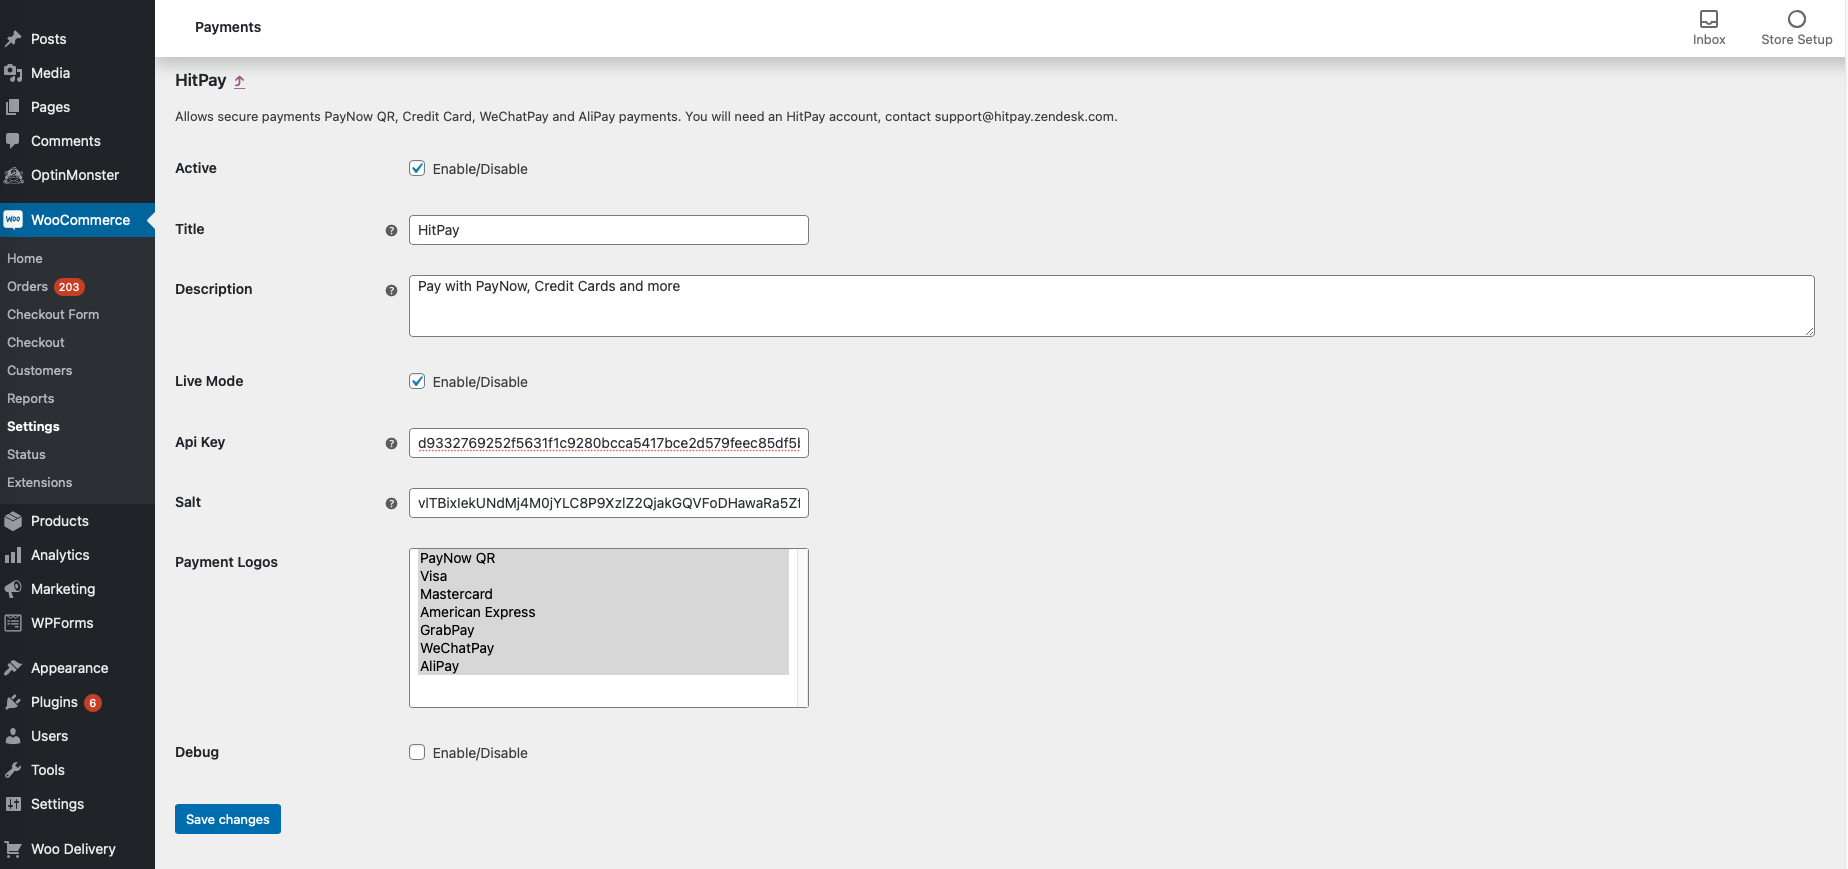 Payments
Inbox
Store Setup
Posts
Media
Pages
Comments
OptinMonster
WooCommerce
Home
Orders 203
Checkout Form
Checkout
Customers
Reports
Settings
Status
Extensions
Products
Analytics
Marketing
WPForms
Appearance
Plugins 6
Users
Tools
Settings
Woo Delivery
HitPay
Allows secure payments PayNow QR, Credit Card, WeChatPay and AliPay payments. You will need an HitPay account, contact support@hitpay.zendesk.com.
Active
Enable/Disable
Title
HitPay
Description
Pay with PayNow, Credit Cards and more
Live Mode
Enable/Disable
Api Key
Salt
Payment Logos
PayNow QR
Visa
Mastercard
American Express
GrabPay
WeChatPay
AliPay
Debug
Enable/Disable
Save changes